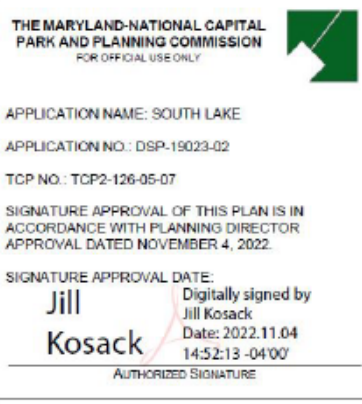 THE MARYLAND-NATIONAL CAPITAL
PARK AND PLANNING COMMISSION
FOR OFFICIAL USE ONLY
APPLICATION NAME: SOUTH LAKE
APPLICATION NO.: DSP-19023-02
TCP NO.: TCP2-126-05-07
SIGNATURE APPROVAL OF THIS PLAN IS IN
ACCORDANCE WITH PLANNING DIRECTOR
APPROVAL DATED NOVEMBER 4, 2022.
SIGNATURE APPROVAL DATE:
Jill
Kosack
Digitally signed by
Jill Kosack
Date: 2022.11.04
14:52:13 -04'00'
AUTHORIZED SIGNATURE